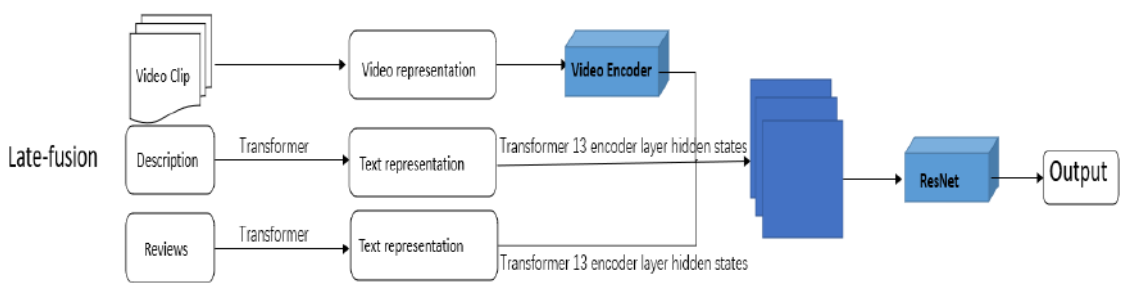 Video Clip
Video representation
Video Encoder
Late-fusion
Description
Transformer
Text representation
Transformer 13 encoder layer hidden states
ResNet
Output
Reviews
Transformer
Text representation
Transformer 13 encoder layer hidden states